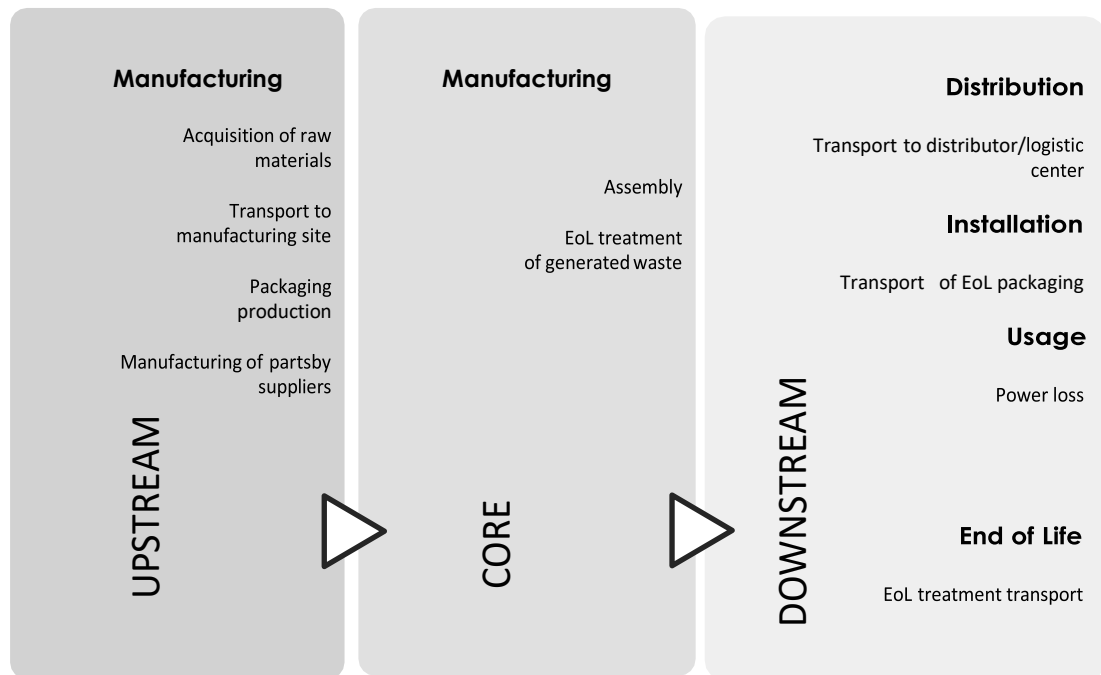 Manufacturing
Acquisition of raw
materials
Transport to
manufacturing site
Packaging
production
Manufacturing of partsby
suppliers
UPSTREAM
Manufacturing
Assembly
EoL treatment
of generated waste
CORE
Distribution
Transport to distributor/logistic
center
Installation
Transport of EoL packaging
Usage
Power loss
DOWNSTREAM
End of Life
EoL treatment transport